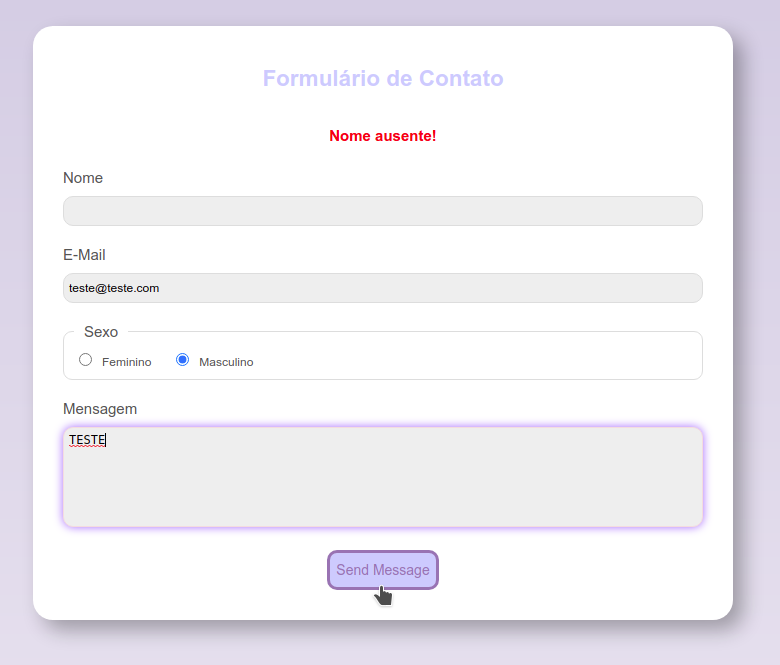 Formulário de Contato
Nome ausente!
Nome
E-Mail
teste@teste.com
Sexo
Feminino Masculino
Mensagem
TESTE
Send Message